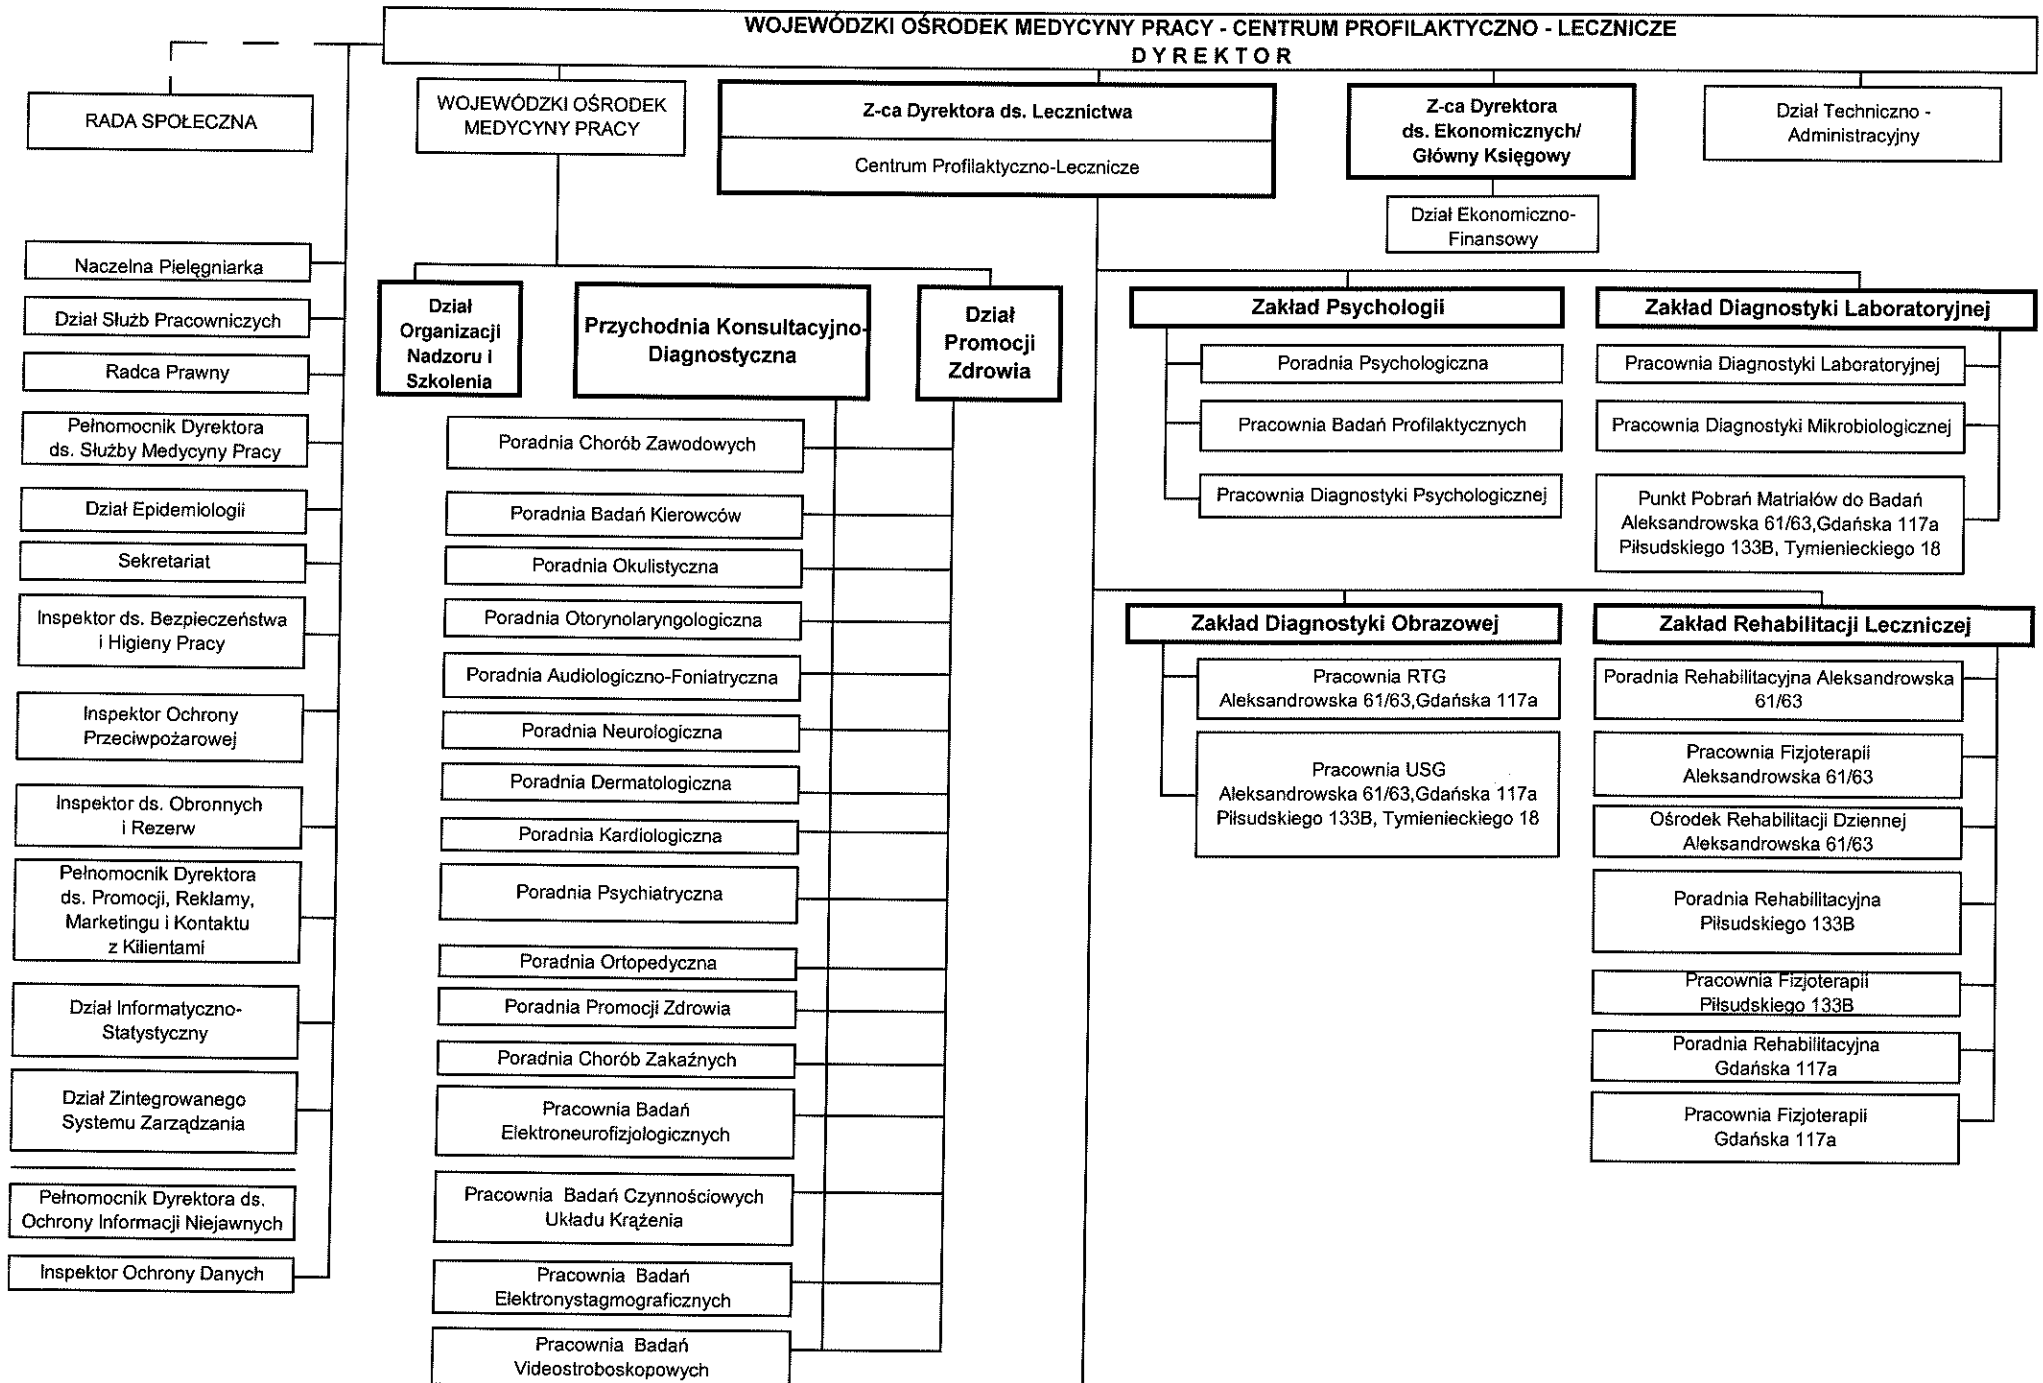 WOJEWÓDZKI OŚRODEK MEDYCYNY PRACY - CENTRUM PROFILAKTYCZNO - LECZNICZE
D Y R E K T O R
RADA SPOŁECZNA
WOJEWÓDZKI OŚRODEK
MEDYCYNY PRACY
Z-ca Dyrektora ds. Lecznictwa
Centrum Profilaktyczno-Lecznicze
Z-ca Dyrektora
ds. Ekonomicznych/
Główny Księgowy
Dział Techniczno -
Administracyjny
Dział Ekonomiczno-
Finansowy
Naczelna Pielęgniarka
Dział Służb Pracowniczych
Radca Prawny
Pełnomocnik Dyrektora
ds. Służby Medycyny Pracy
Dział Epidemiologii
Sekretariat
Inspektor ds. Bezpieczeństwa
i Higieny Pracy
Inspektor Ochrony
Przeciwpożarowej
Inspektor ds. Obronnych
i Rezerw
Pełnomocnik Dyrektora
ds. Promocji, Reklamy,
Marketingu i Kontaktu
z Kilientami
Dział Informatyczno-
Statystyczny
Dział Zintegrowanego
Systemu Zarządzania
Pełnomocnik Dyrektora ds.
Ochrony Informacji Niejawnych
Inspektor Ochrony Danych
Dział
Organizacji
Nadzoru i
Szkolenia
Przychodnia Konsultacyjno-
Diagnostyczna
Dział
Promocji
Zdrowia
Poradnia Chorób Zawodowych
Poradnia Badań Kierowców
Poradnia Okulistyczna
Poradnia Otorynolaryngologiczna
Poradnia Audiologiczno-Foniatryczna
Poradnia Neurologiczna
Poradnia Dermatologiczna
Poradnia Kardiologiczna
Poradnia Psychiatryczna
Poradnia Ortopedyczna
Poradnia Promocji Zdrowia
Poradnia Chorób Zakaźnych
Pracownia Badań
Elektroneurofizjologicznych
Pracownia Badań Czynnościowych
Układu Krążenia
Pracownia Badań
Elektronystagmograficznych
Pracownia Badań
Videostroboskopowych
Zakład Psychologii
Poradnia Psychologiczna
Pracownia Badań Profilaktycznych
Pracownia Diagnostyki Psychologicznej
Zakład Diagnostyki Laboratoryjnej
Pracownia Diagnostyki Laboratoryjnej
Pracownia Diagnostyki Mikrobiologicznej
Punkt Pobrań Matriałów do Badań
Aleksandrowska 61/63,Gdańska 117a
Piłsudskiego 133B, Tymienieckiego 18
Zakład Diagnostyki Obrazowej
Pracownia RTG
Aleksandrowska 61/63,Gdańska 117a
Pracownia USG
Aleksandrowska 61/63,Gdańska 117a
Piłsudskiego 133B, Tymienieckiego 18
Zakład Rehabilitacji Leczniczej
Poradnia Rehabilitacyjna Aleksandrowska
61/63
Pracownia Fizjoterapii
Aleksandrowska 61/63
Ośrodek Rehabilitacji Dziennej
Aleksandrowska 61/63
Poradnia Rehabilitacyjna
Piłsudskiego 133B
Pracownia Fizjoterapii
Piłsudskiego 133B
Poradnia Rehabilitacyjna
Gdańska 117a
Pracownia Fizjoterapii
Gdańska 117a